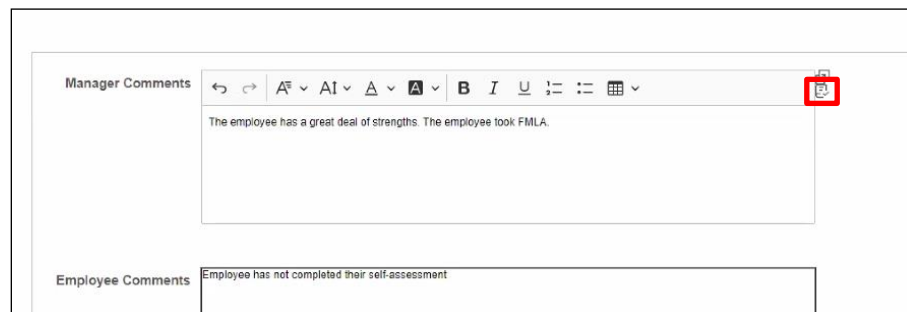 Manager Comments
A AI A A B I U
The employee has a great deal of strengths. The employee took FMLA.
Employee Comments
Employee has not completed their self-assessment